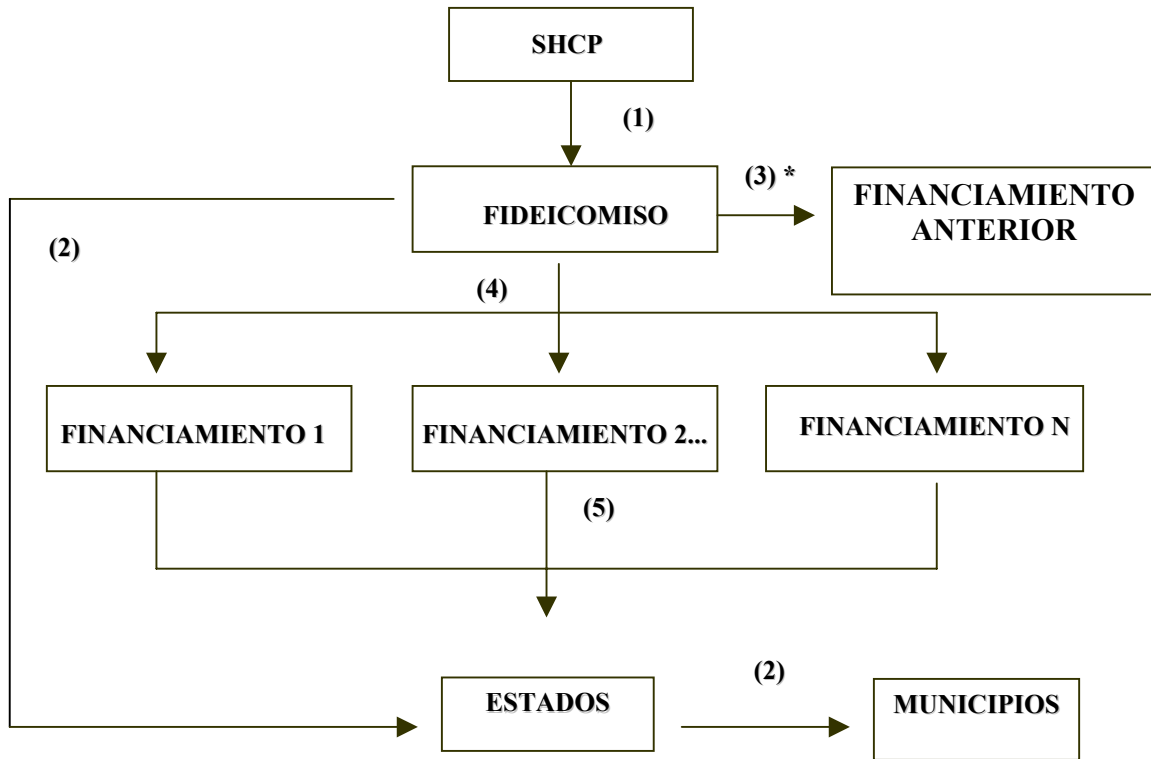 SHCP
(1)
(3) *
FINANCIAMIENTO
ANTERIOR
FIDEICOMISO
(2)
(4)
FINANCIAMIENTO 1
FINANCIAMIENTO 2...
FINANCIAMIENTO N
(5)
(2)
ESTADOS
MUNICIPIOS